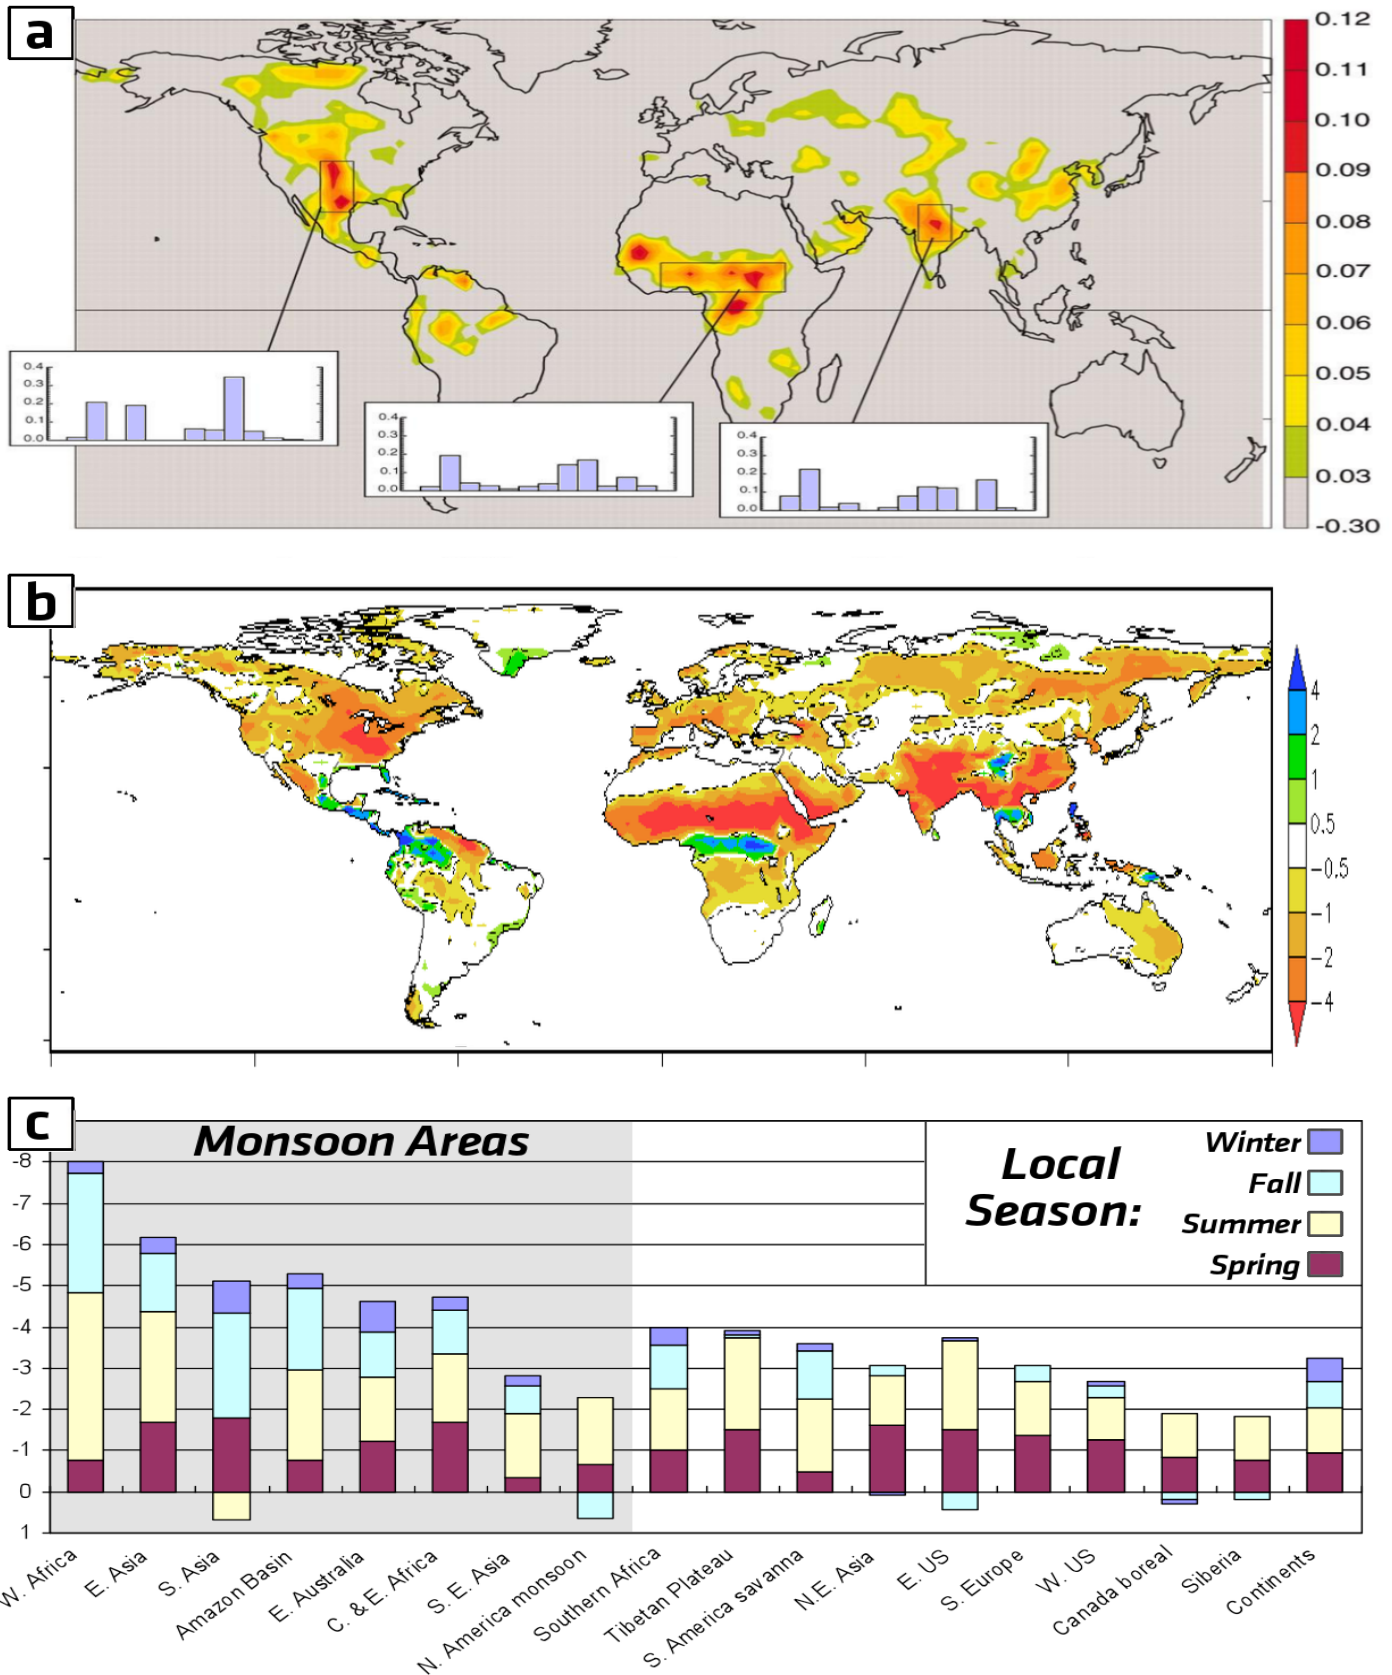 a
0.12
0.11
0.10
0.09
0.08
0.07
0.06
0.05
0.04
0.03
-0.30
0.4
0.3
0.2
0.1
0.0
0.4
0.3
0.2
0.1
0.0
0.4
0.3
0.2
0.1
0.0
b
4
2
1
0.5
-0.5
-1
-2
-4
c
Monsoon Areas
Local
Season:
Winter
Fall
Summer
Spring
-8
-7
-6
-5
-4
-3
-2
-1
0
1
W. Africa
E. Asia
S. Asia
Amazon Basin
E. Australia
C. & E. Africa
S. E. Asia
N. America monsoon
Southern Africa
Tibetan Plateau
S. America savanna
N.E. Asia
E. US
S. Europe
W. US
Canada boreal
Siberia
Continents